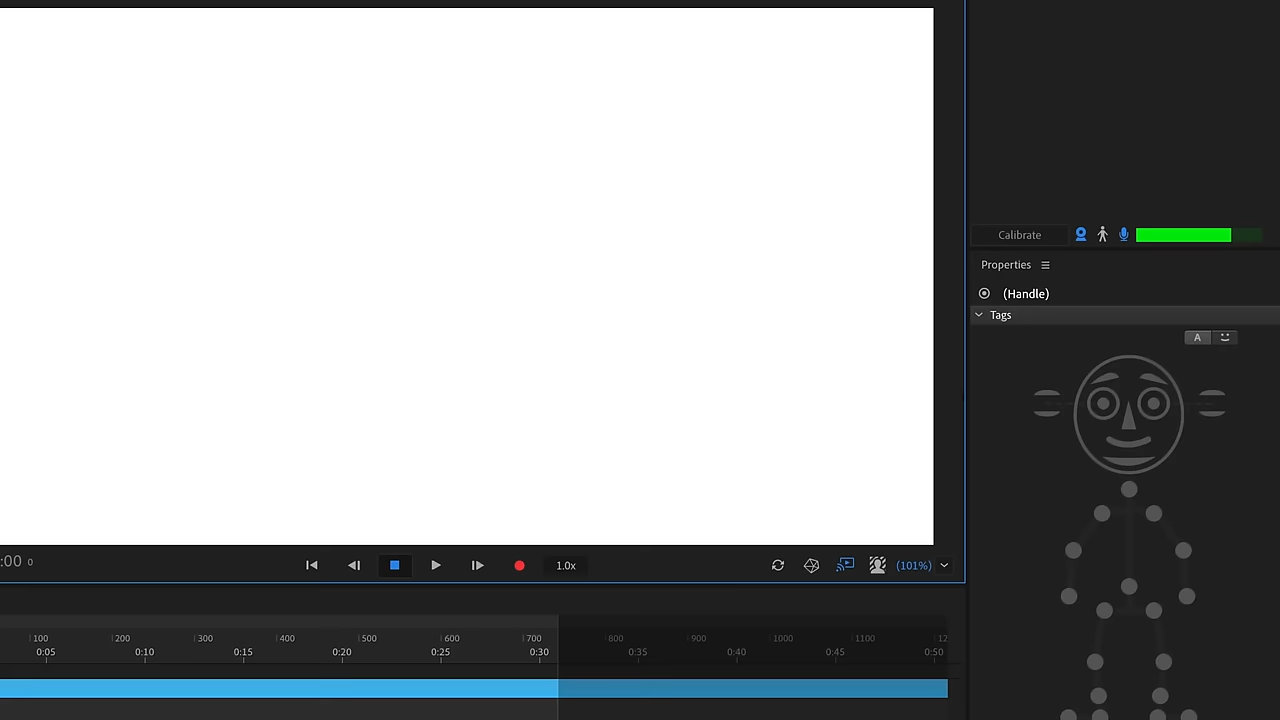 Calibrate
Properties
(Handle)
Tags
A
:00 0
1.0x
(101%)
100 200 300 400 500 600 700 800 900 1000 1100 12
0:05 0:10 0:15 0:20 0:25 0:30 0:35 0:40 0:45 0:50